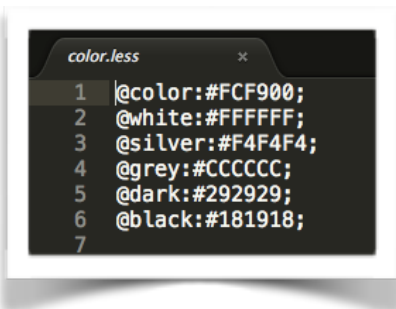 color.less ×
1 @color:#FCF900;
2 @white:#FFFFFF;
3 @silver:#F4F4F4;
4 @grey:#CCCCCC;
5 @dark:#292929;
6 @black:#181918;
7